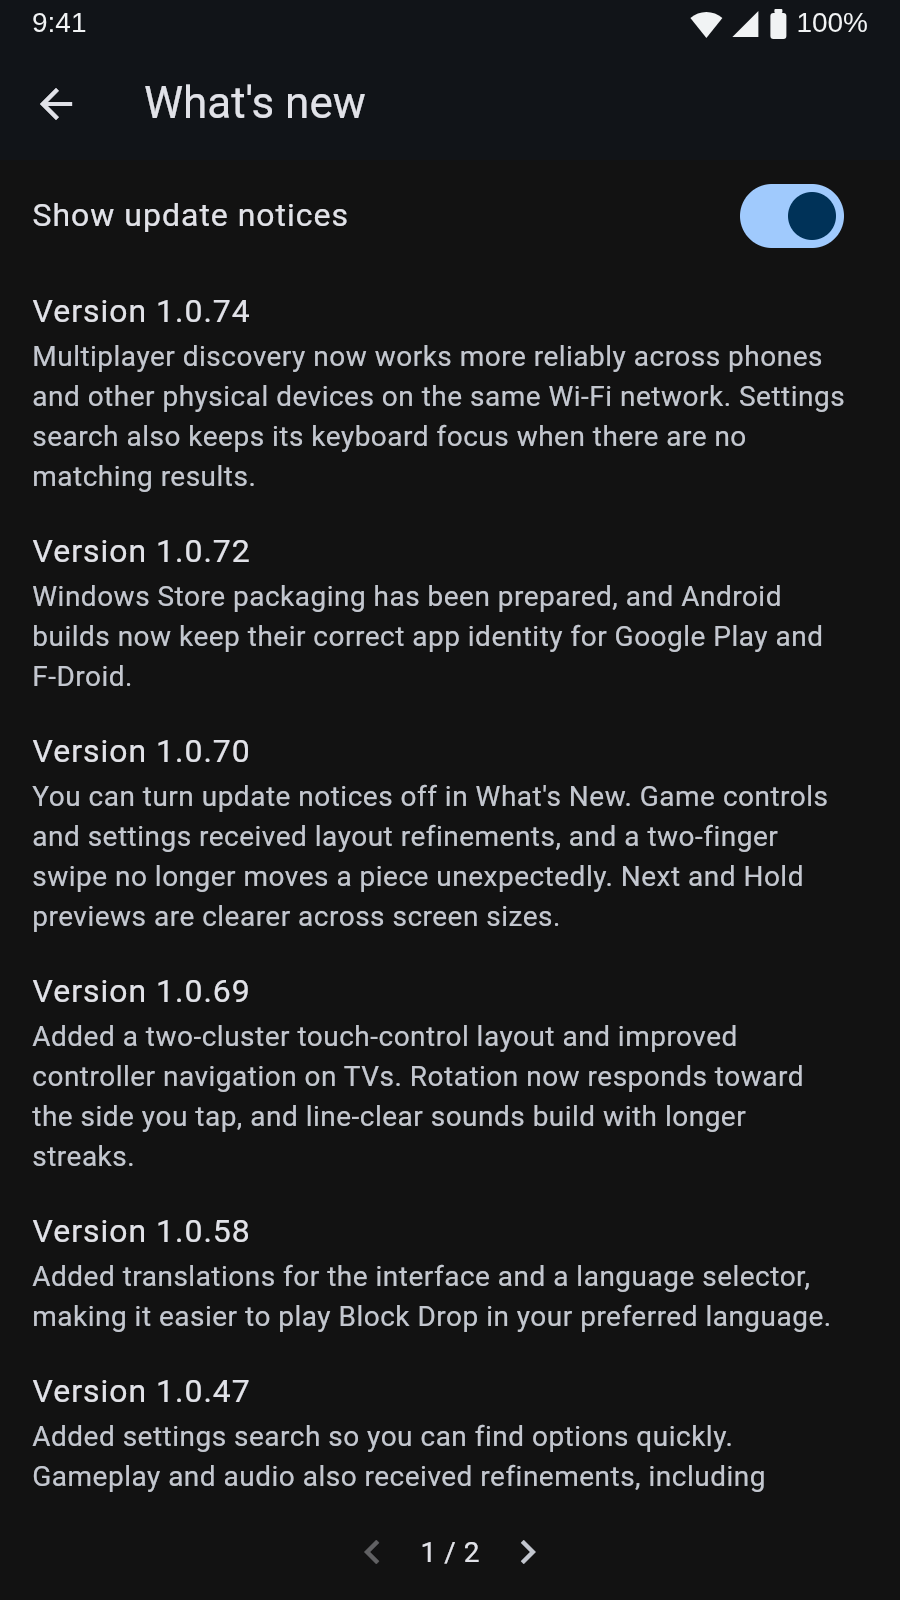 9:41
100%
What's new
Show update notices
Version 1.0.74
Multiplayer discovery now works more reliably across phones
and other physical devices on the same Wi-Fi network. Settings
search also keeps its keyboard focus when there are no
matching results.
Version 1.0.72
Windows Store packaging has been prepared, and Android
builds now keep their correct app identity for Google Play and
F-Droid.
Version 1.0.70
You can turn update notices off in What's New. Game controls
and settings received layout refinements, and a two-finger
swipe no longer moves a piece unexpectedly. Next and Hold
previews are clearer across screen sizes.
Version 1.0.69
Added a two-cluster touch-control layout and improved
controller navigation on TVs. Rotation now responds toward
the side you tap, and line-clear sounds build with longer
streaks.
Version 1.0.58
Added translations for the interface and a language selector,
making it easier to play Block Drop in your preferred language.
Version 1.0.47
Added settings search so you can find options quickly.
Gameplay and audio also received refinements, including
1 / 2